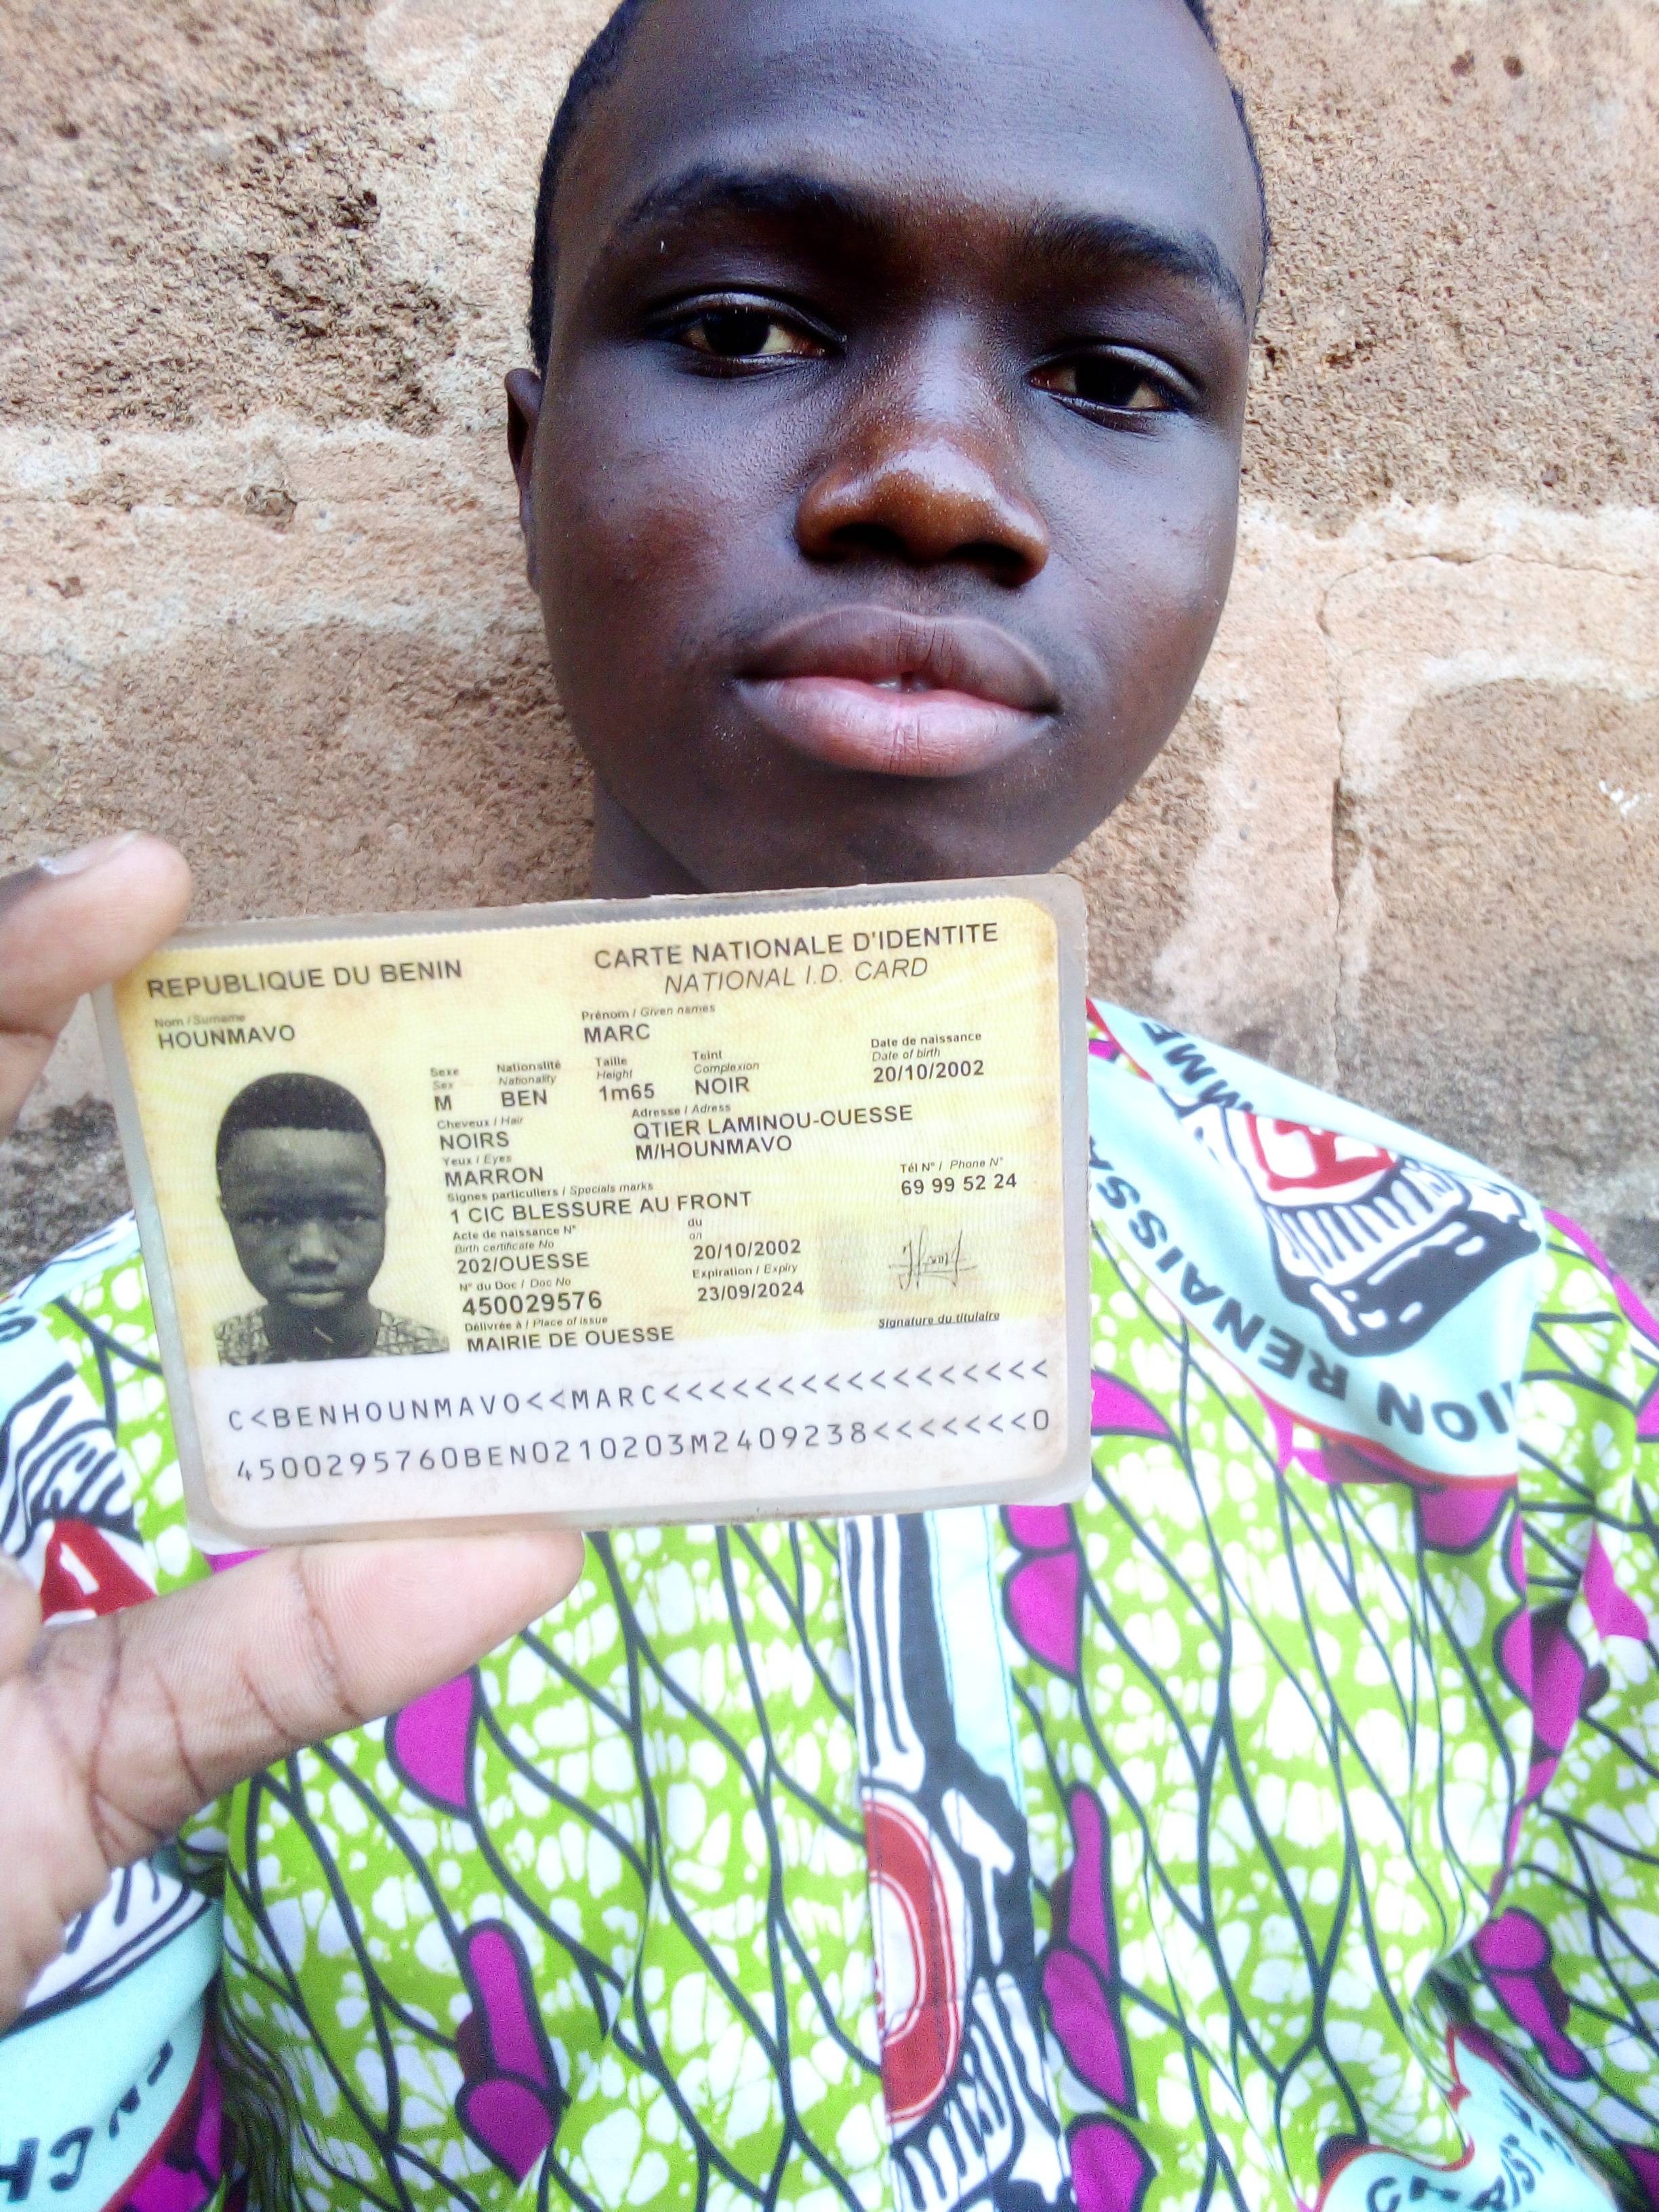 REPUBLIQUE DU BENIN
CARTE NATIONALE D'IDENTITE
NATIONAL I.D. CARD
Nom / Surname
HOUNMAVO
Prénom / Given names
MARC
Sexe
Sex
M
Nationalité
Nationality
BEN
Taille
Height
1m65
Teint
Complexion
NOIR
Date de naissance
Date of birth
20/10/2002
Cheveux / Hair
NOIRS
Adresse / Adress
QTIER LAMINOU-OUESSE
M/HOUNMAVO
Yeux / Eyes
MARRON
Tél N° / Phone N°
69 99 52 24
Signes particuliers / Specials marks
1 CIC BLESSURE AU FRONT
Acte de naissance N°
Birth certificate No
202/OUESSE
du
on
20/10/2002
N° du Doc / Doc No
450029576
Expiration / Expiry
23/09/2024
Délivrée à / Place of issue
MAIRIE DE OUESSE
Signature du titulaire
C<BENHOUNMAVO<<MARC<<<<<<<<<<<<<<<<<
4500295760BEN0210203M2409238<<<<<<<0
ION RENAISSA